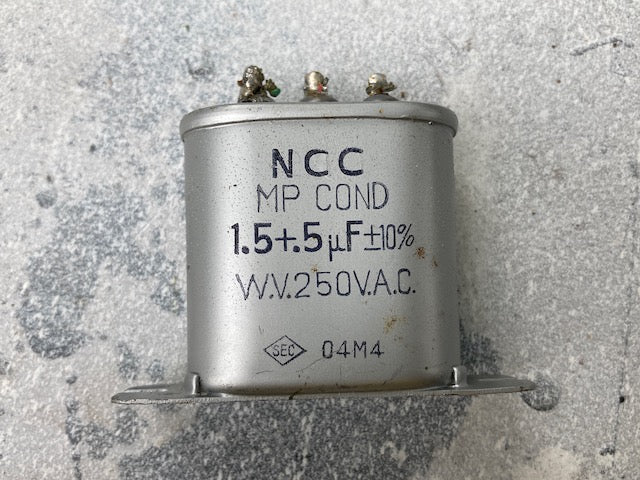 NCC
MP COND
1.5+.5μF±10%
W.V.250V.A.C.
SEC 04M4